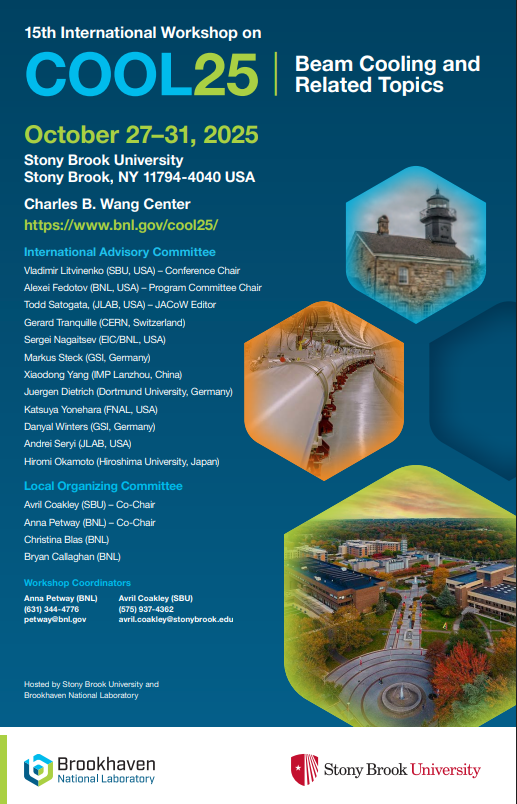 15th International Workshop on
COOL25
Beam Cooling and
Related Topics
October 27–31, 2025
Stony Brook University
Stony Brook, NY 11794-4040 USA
Charles B. Wang Center
https://www.bnl.gov/cool25/
International Advisory Committee
Vladimir Litvinenko (SBU, USA) – Conference Chair
Alexei Fedotov (BNL, USA) – Program Committee Chair
Todd Satogata, (JLAB, USA) – JACoW Editor
Gerard Tranquille (CERN, Switzerland)
Sergei Nagaitsev (EIC/BNL, USA)
Markus Steck (GSI, Germany)
Xiaodong Yang (IMP Lanzhou, China)
Juergen Dietrich (Dortmund University, Germany)
Katsuya Yonehara (FNAL, USA)
Danyal Winters (GSI, Germany)
Andrei Seryi (JLAB, USA)
Hiromi Okamoto (Hiroshima University, Japan)
Local Organizing Committee
Avril Coakley (SBU) – Co-Chair
Anna Petway (BNL) – Co-Chair
Christina Blas (BNL)
Bryan Callaghan (BNL)
Workshop Coordinators
Anna Petway (BNL)
(631) 344-4776
petway@bnl.gov
Avril Coakley (SBU)
(575) 937-4362
avril.coakley@stonybrook.edu
Hosted by Stony Brook University and
Brookhaven National Laboratory
Brookhaven
National Laboratory
Stony Brook University